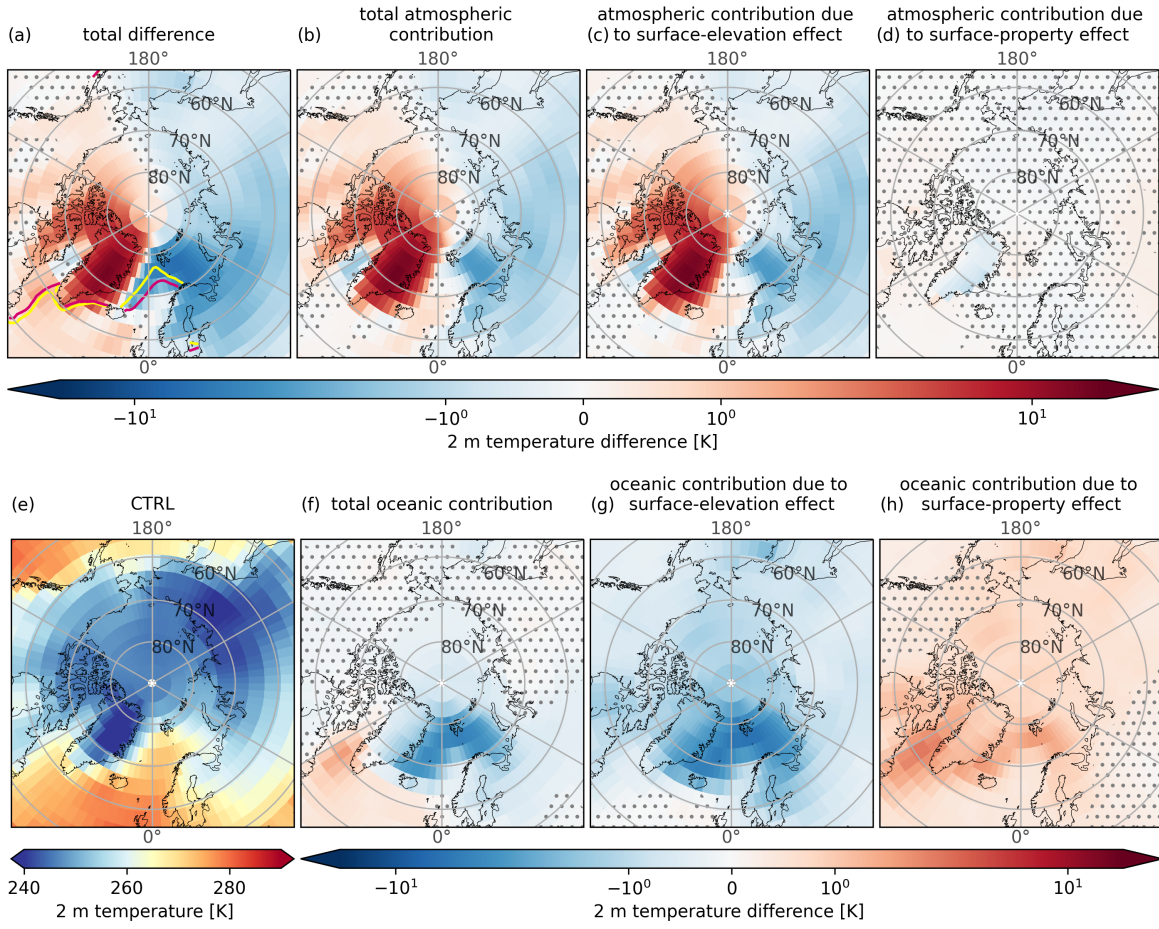 (a) total difference
(b) total atmospheric
contribution
(c) atmospheric contribution due
to surface-elevation effect
(d) atmospheric contribution due
to surface-property effect
180° 180° 180° 180°
60°N 60°N 60°N 60°N
70°N 70°N 70°N 70°N
80°N 80°N 80°N 80°N
0° 0° 0° 0°
−10¹ −10⁰ 0 10⁰ 10¹
2 m temperature difference [K]
(e) CTRL
(f) total oceanic contribution
(g) oceanic contribution due to
surface-elevation effect
(h) oceanic contribution due to
surface-property effect
180° 180° 180° 180°
60°N 60°N 60°N 60°N
70°N 70°N 70°N 70°N
80°N 80°N 80°N 80°N
0° 0° 0° 0°
240 260 280
2 m temperature [K]
−10¹ −10⁰ 0 10⁰ 10¹
2 m temperature difference [K]